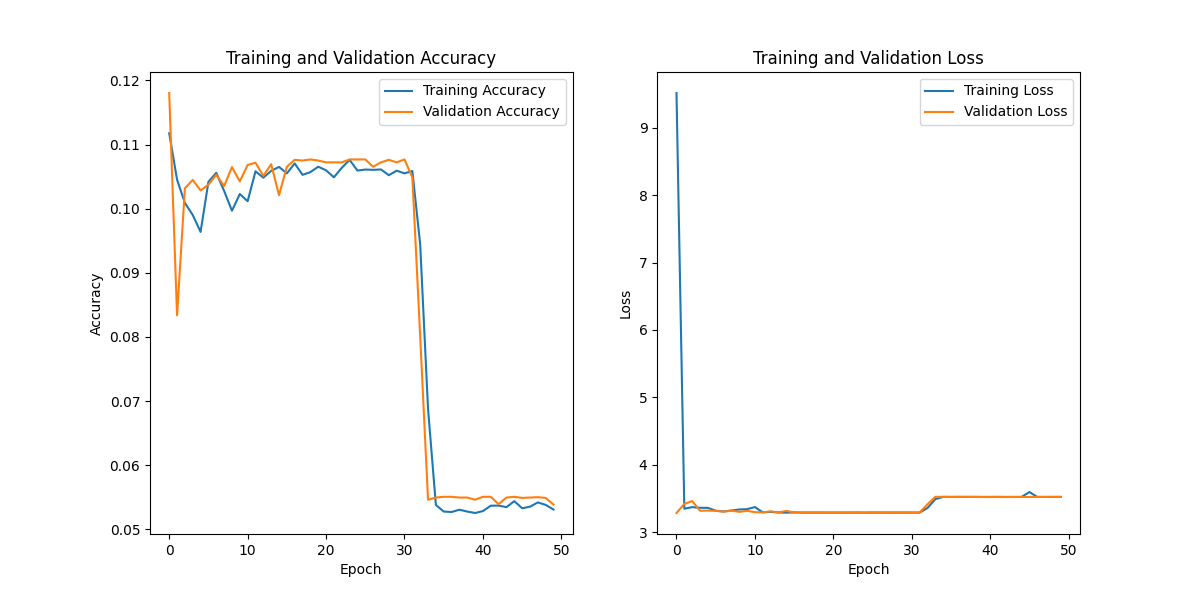 Training and Validation Accuracy
Training Accuracy
Validation Accuracy
0.12
0.11
0.10
0.09
0.08
0.07
0.06
0.05
Accuracy
0 10 20 30 40 50
Epoch
Training and Validation Loss
Training Loss
Validation Loss
9
8
7
6
5
4
3
Loss
0 10 20 30 40 50
Epoch